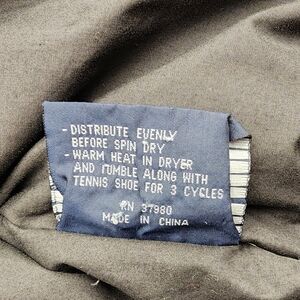 - DISTRIBUTE EVENLY
BEFORE SPIN DRY
- WARM HEAT IN DRYER
AND TUMBLE ALONG WITH
TENNIS SHOE FOR 3 CYCLES
RN 37980
MADE IN CHINA